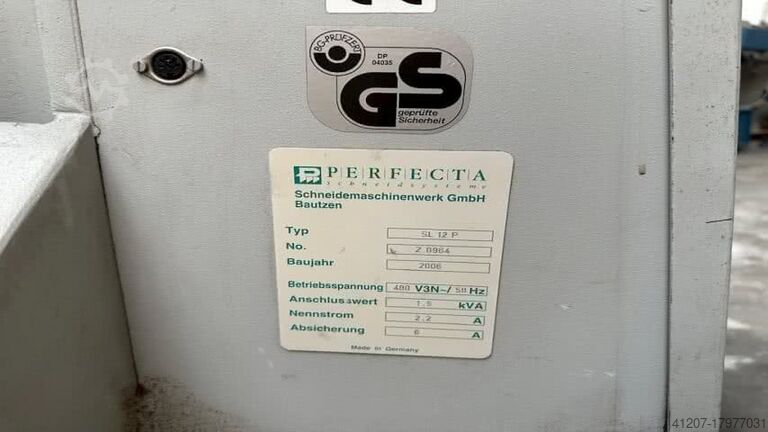 BG-PRÜFZERT
DP
04035
GS
geprüfte
Sicherheit
PERFECTA
Schneidsysteme
Schneidemaschinenwerk GmbH
Bautzen
Typ SL 12 P
No. Z 0964
Baujahr 2006
Betriebsspannung 400 V3N~/ 50 Hz
Anschlusswert 1.5 kVA
Nennstrom 2.2 A
Absicherung 6 A
Made in Germany
41207-17977031